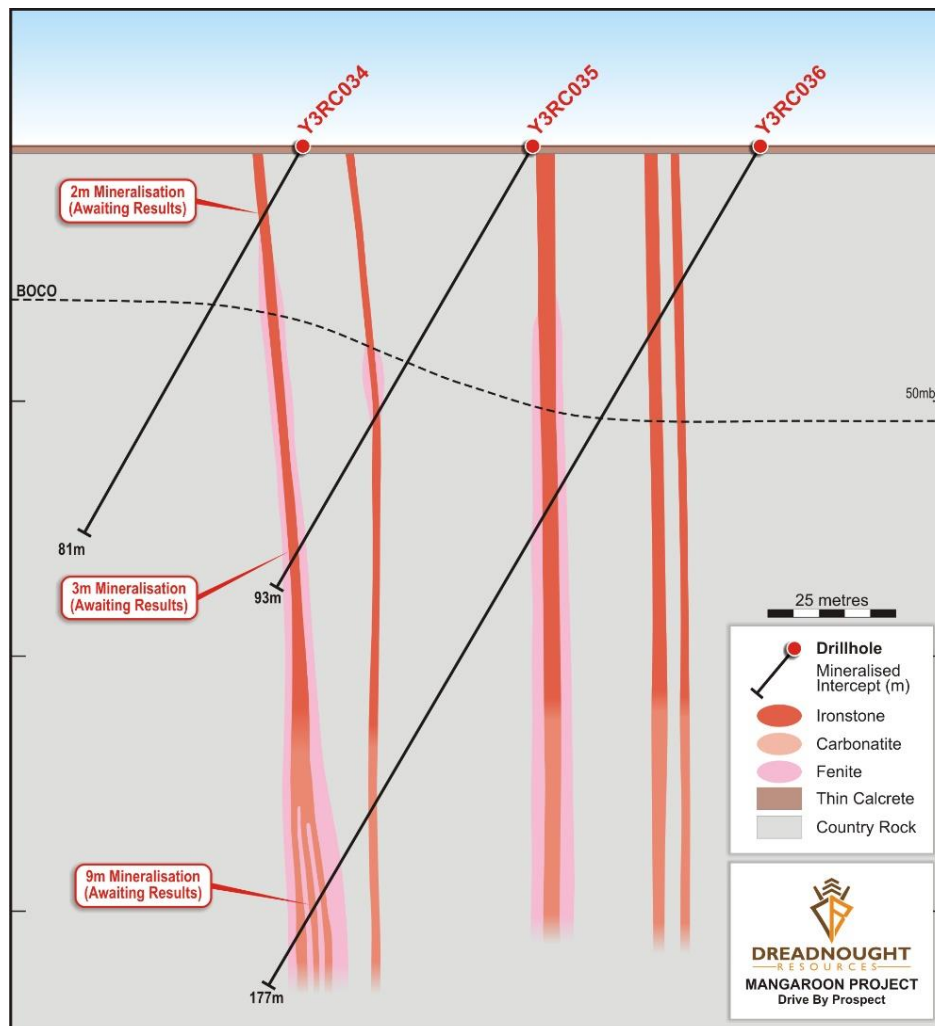 Y3RC034
Y3RC035
Y3RC036
2m Mineralisation
(Awaiting Results)
BOCO
50mb
81m
3m Mineralisation
(Awaiting Results)
93m
25 metres
Drillhole
Mineralised
Intercept (m)
Ironstone
Carbonatite
Fenite
Thin Calcrete
Country Rock
9m Mineralisation
(Awaiting Results)
177m
DREADNOUGHT
RESOURCES
MANGAROON PROJECT
Drive By Prospect